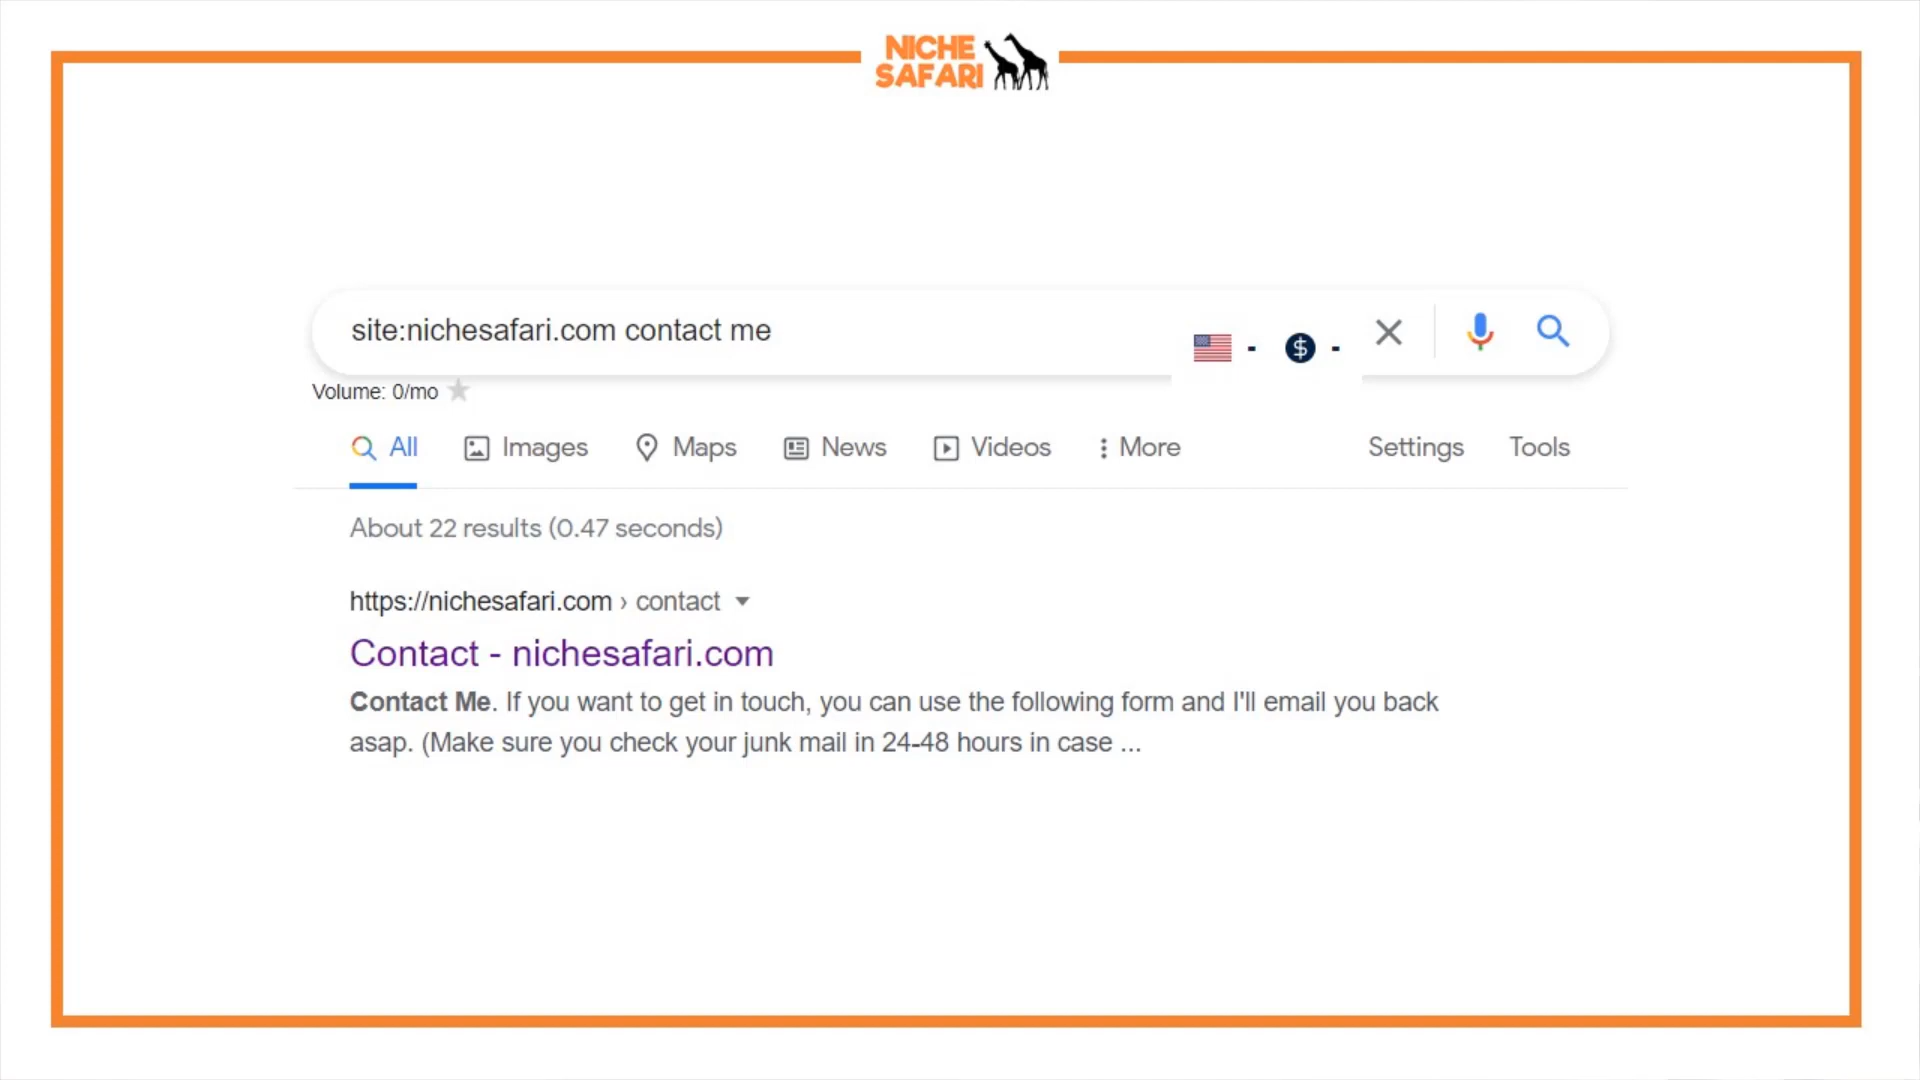 NICHE
SAFARI
site:nichesafari.com contact me
$
Volume: 0/mo
All Images Maps News Videos More Settings Tools
About 22 results (0.47 seconds)
https://nichesafari.com › contact
Contact - nichesafari.com
Contact Me. If you want to get in touch, you can use the following form and I'll email you back
asap. (Make sure you check your junk mail in 24-48 hours in case ...